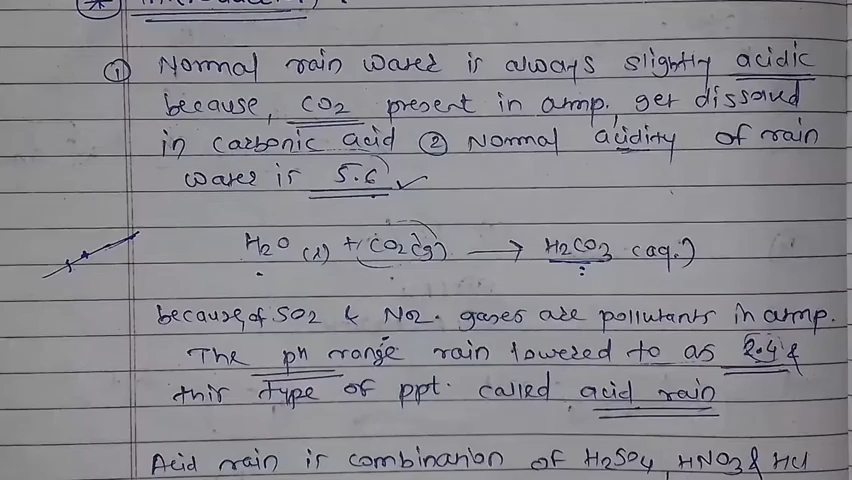 ① Normal rain water is always slightly acidic
because, CO2 present in atmp. get dissolved
in carbonic acid ② Normal acidity of rain
water is 5.6
H2O (l) + CO2(g) → H2CO3 (aq.)
because, of SO2 & NO2. gases are pollutants in atmp.
The pH range rain lowered to as 2.4 &
this Type of ppt. called acid rain
Acid rain is combination of H2SO4, HNO3 & HCl